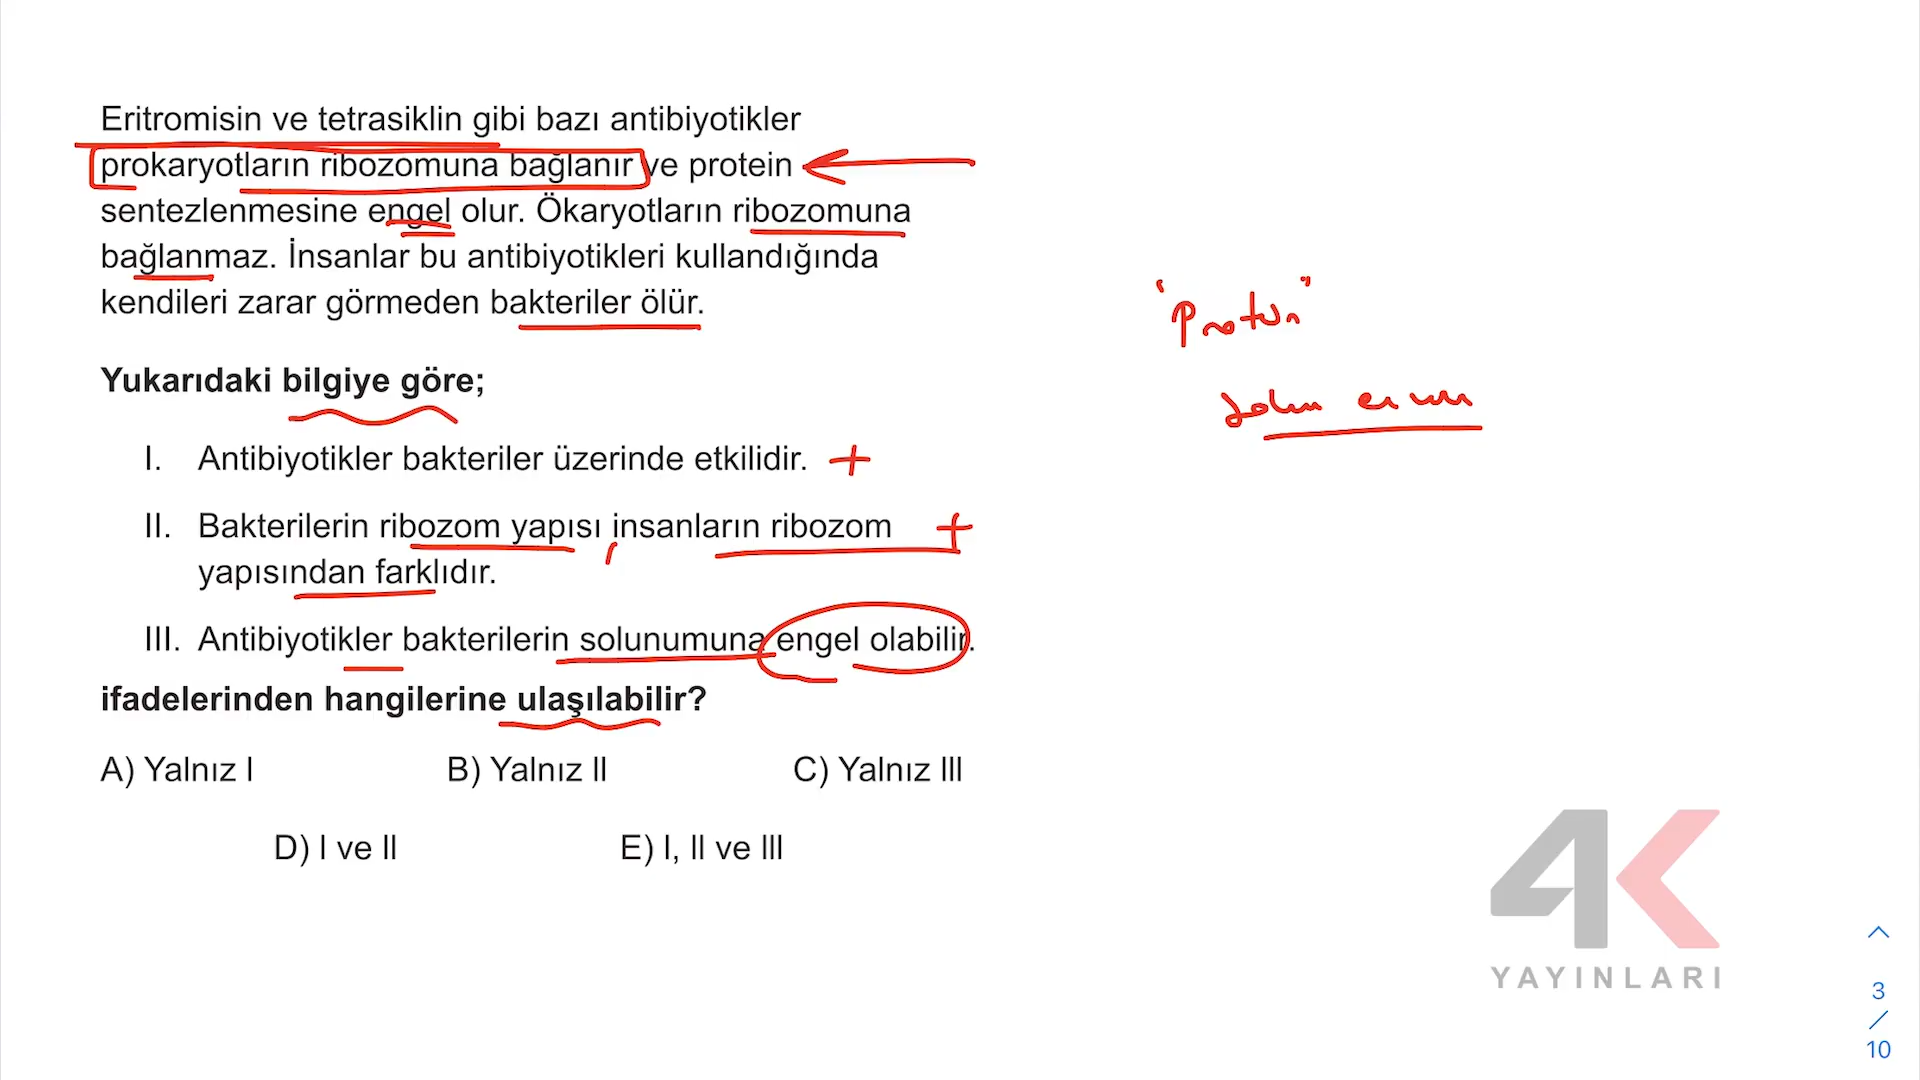 Eritromisin ve tetrasiklin gibi bazı antibiyotikler
prokaryotların ribozomuna bağlanır ve protein
sentezlenmesine engel olur. Ökaryotların ribozomuna
bağlanmaz. İnsanlar bu antibiyotikleri kullandığında
kendileri zarar görmeden bakteriler ölür.
Yukarıdaki bilgiye göre;
I. Antibiyotikler bakteriler üzerinde etkilidir. +
II. Bakterilerin ribozom yapısı, insanların ribozom +
yapısından farklıdır.
III. Antibiyotikler bakterilerin solunumuna engel olabilir.
ifadelerinden hangilerine ulaşılabilir?
A) Yalnız I B) Yalnız II C) Yalnız III
D) I ve II E) I, II ve III
"Protein"
4K
YAYINLARI
3
/
10